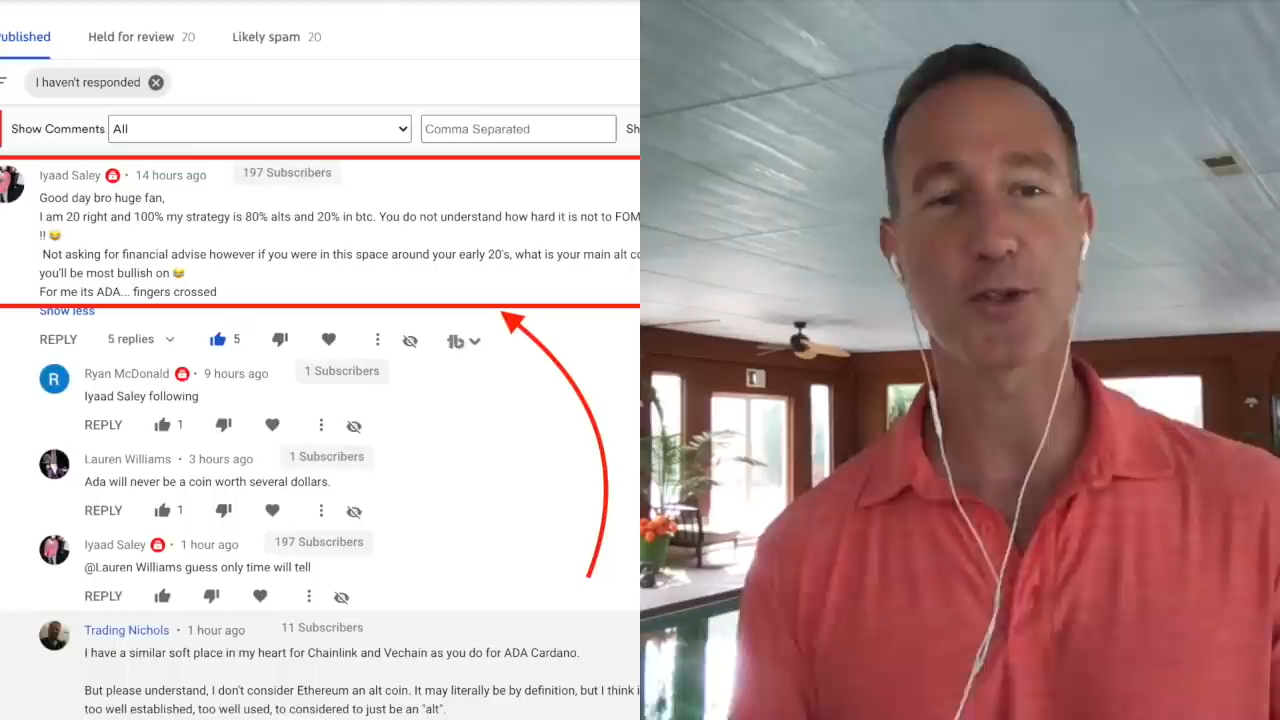 Published
Held for review 20
Likely spam 20
I haven't responded
Show Comments All Comma Separated Sh
Iyaad Saley • 14 hours ago 197 Subscribers
Good day bro huge fan,
I am 20 right and 100% my strategy is 80% alts and 20% in btc. You do not understand how hard it is not to FOM
!! 😂
Not asking for financial advise however if you were in this space around your early 20's, what is your main alt co
you'll be most bullish on 😂
For me its ADA... fingers crossed
Show less
REPLY 5 replies 5
R
Ryan McDonald • 9 hours ago 1 Subscribers
Iyaad Saley following
REPLY 1
Lauren Williams • 3 hours ago 1 Subscribers
Ada will never be a coin worth several dollars.
REPLY 1
Iyaad Saley • 1 hour ago 197 Subscribers
@Lauren Williams guess only time will tell
REPLY
Trading Nichols • 1 hour ago 11 Subscribers
I have a similar soft place in my heart for Chainlink and Vechain as you do for ADA Cardano.
But please understand, I don't consider Ethereum an alt coin. It may literally be by definition, but I think i
too well established, too well used, to considered to just be an "alt".